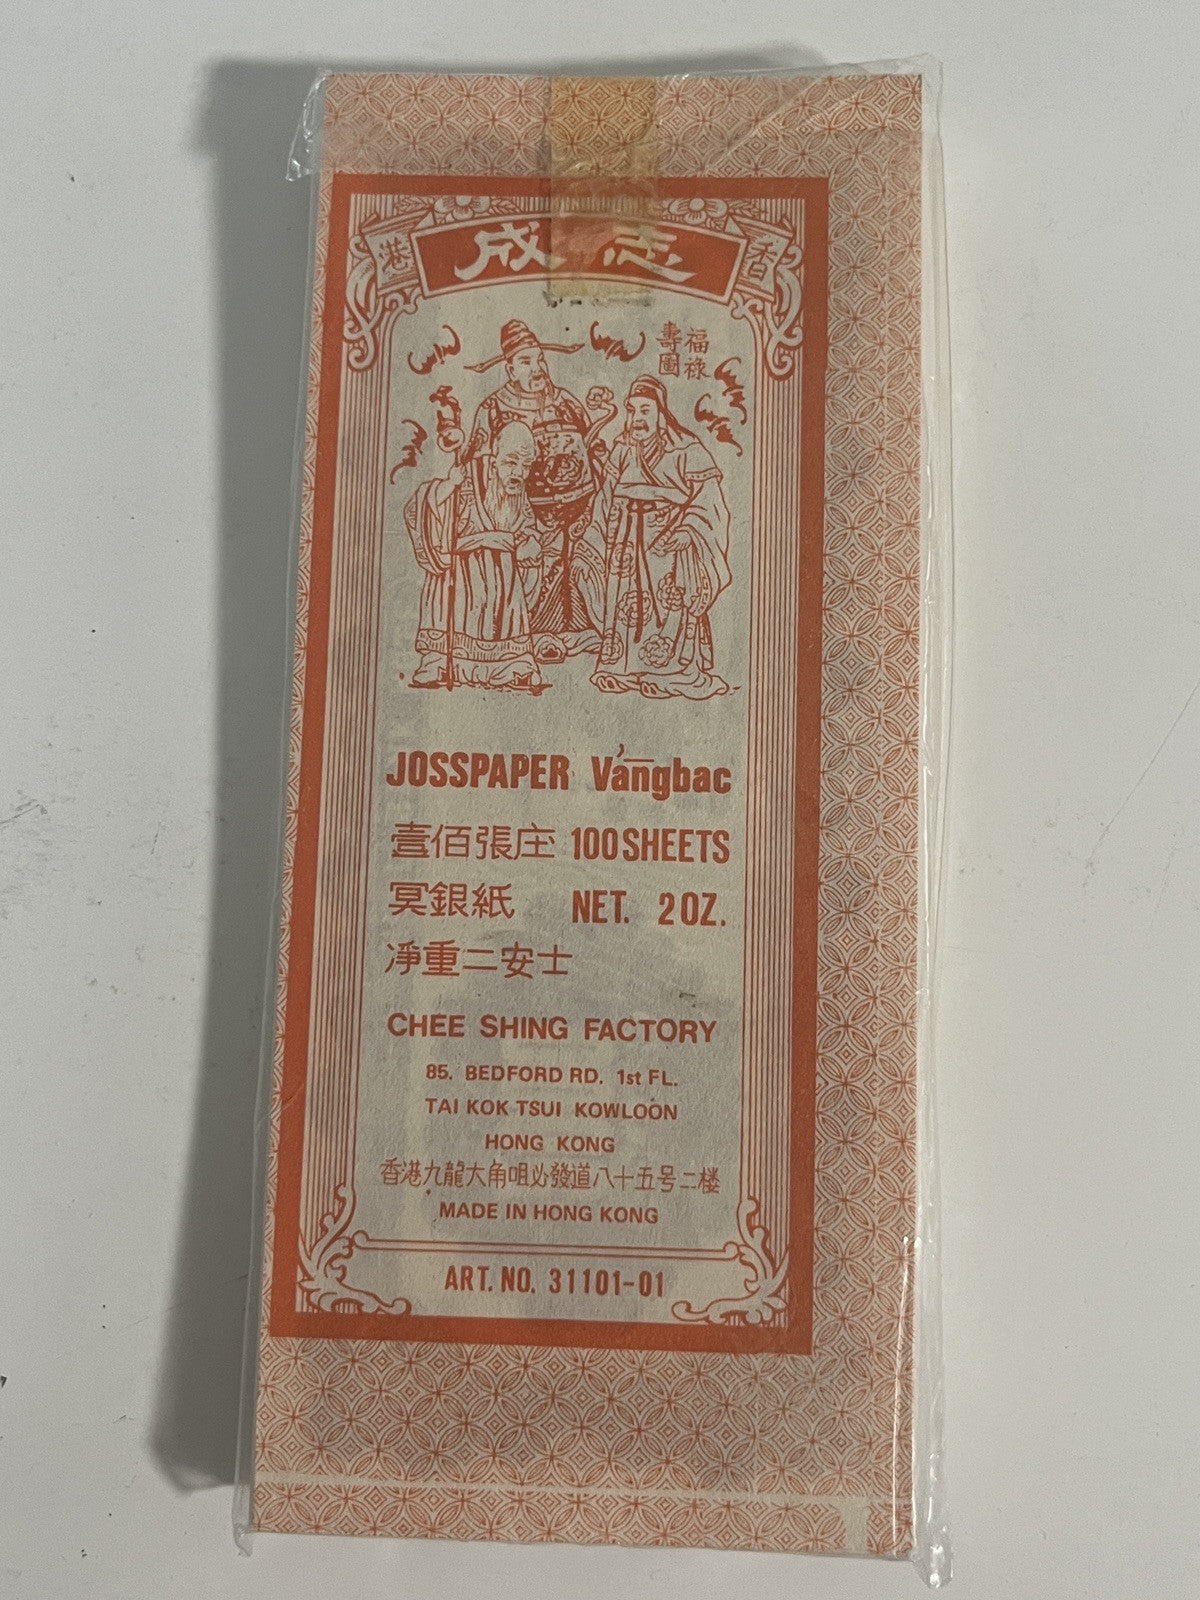 香 志成 港
福祿
壽圖
JOSSPAPER Vángbac
壹佰張庄 100 SHEETS
冥銀紙 NET. 2 OZ.
淨重二安士
CHEE SHING FACTORY
85. BEDFORD RD. 1st FL.
TAI KOK TSUI KOWLOON
HONG KONG
香港九龍大角咀必發道八十五号二楼
MADE IN HONG KONG
ART. NO. 31101-01